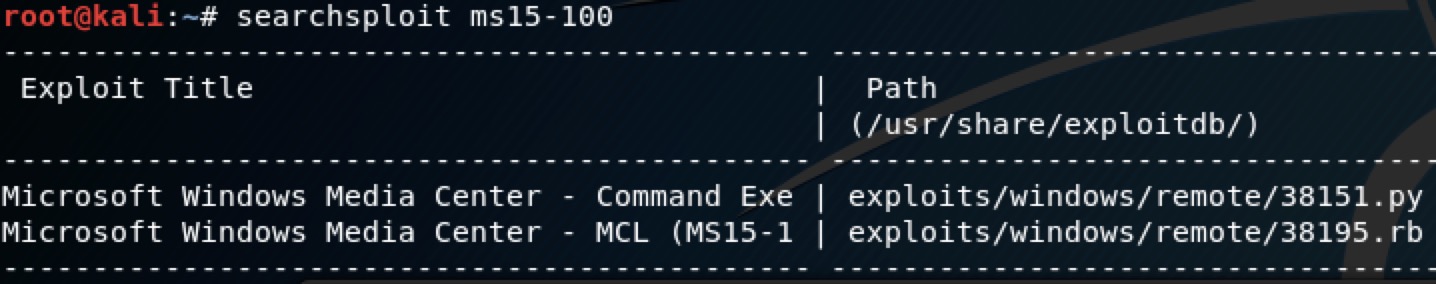 root@kali:~# searchsploit ms15-100
--------------------------------------------- ----------------------------------
 Exploit Title                               |  Path
                                             | (/usr/share/exploitdb/)
--------------------------------------------- ----------------------------------
Microsoft Windows Media Center - Command Exe | exploits/windows/remote/38151.py
Microsoft Windows Media Center - MCL (MS15-1 | exploits/windows/remote/38195.rb
--------------------------------------------- ----------------------------------